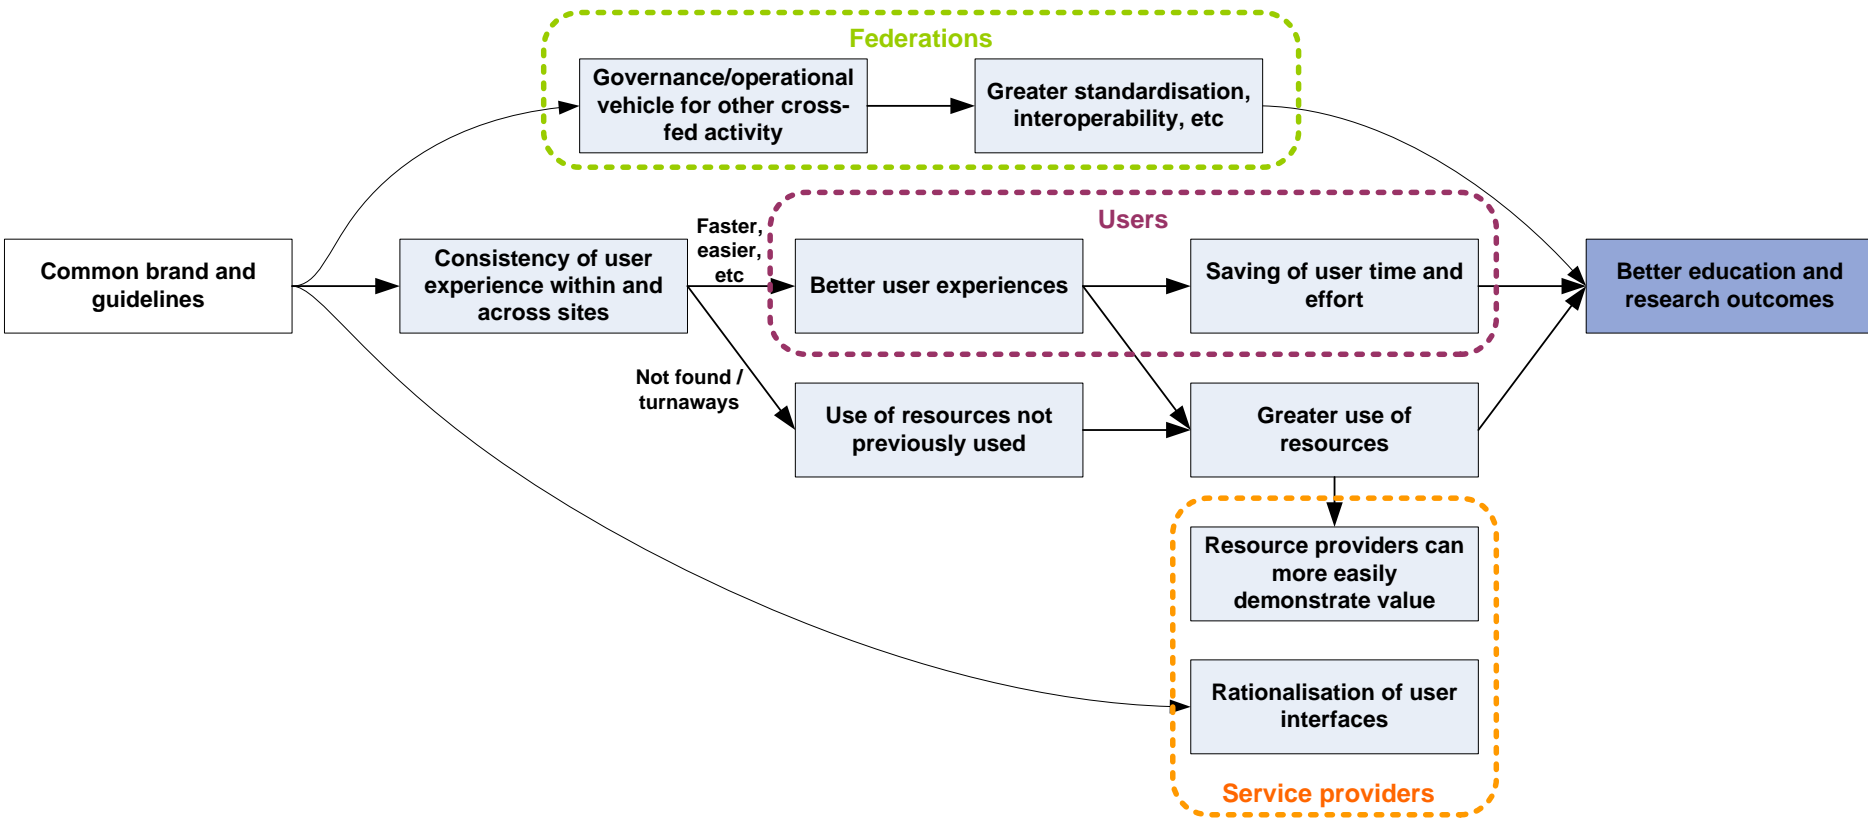 Federations
Governance/operational
vehicle for other cross-
fed activity
Greater standardisation,
interoperability, etc
Users
Common brand and
guidelines
Consistency of user
experience within and
across sites
Faster,
easier,
etc
Better user experiences
Saving of user time and
effort
Better education and
research outcomes
Not found /
turnaways
Use of resources not
previously used
Greater use of
resources
Resource providers can
more easily
demonstrate value
Rationalisation of user
interfaces
Service providers